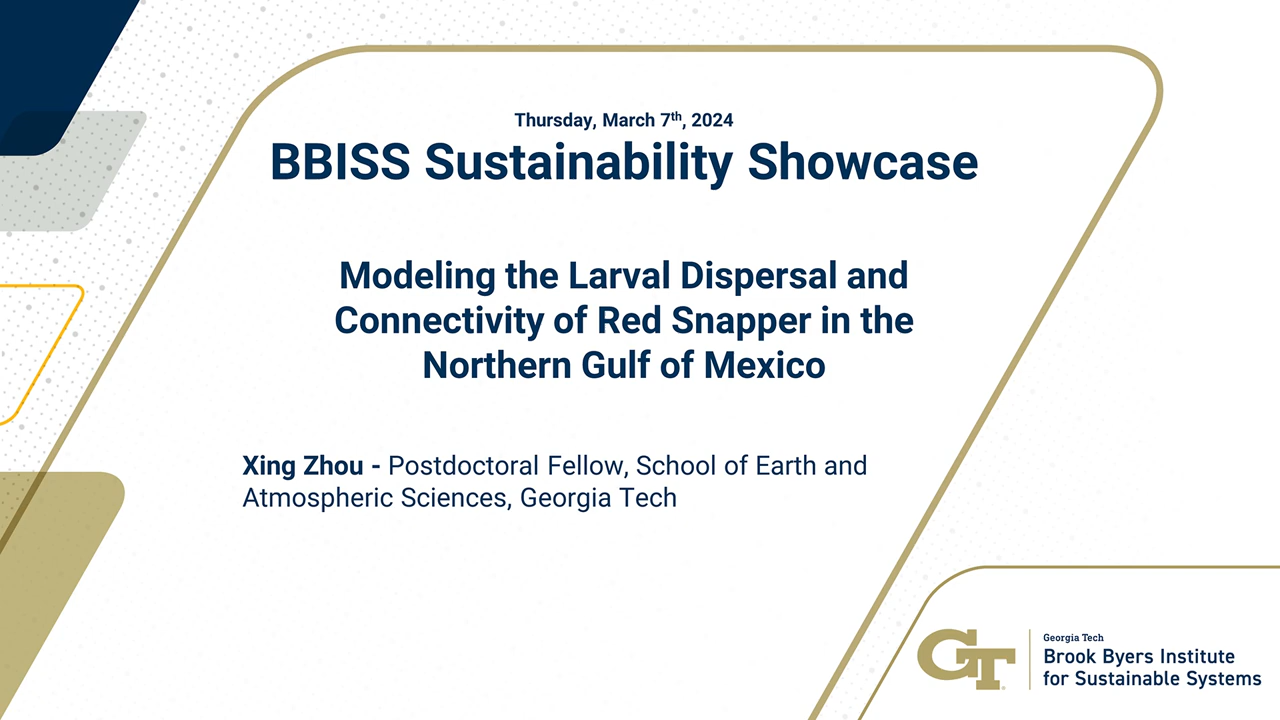 Thursday, March 7th, 2024
BBISS Sustainability Showcase
Modeling the Larval Dispersal and
Connectivity of Red Snapper in the
Northern Gulf of Mexico
Xing Zhou - Postdoctoral Fellow, School of Earth and
Atmospheric Sciences, Georgia Tech
GT
Georgia Tech
Brook Byers Institute
for Sustainable Systems